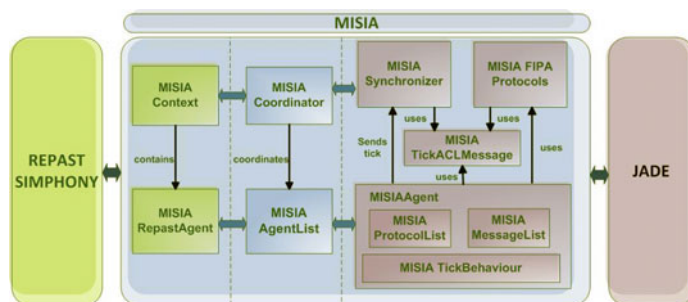 MISIA
REPAST
SIMPHONY
MISIA
Context
contains
MISIA
RepastAgent
MISIA
Coordinator
coordinates
MISIA
AgentList
MISIA
Synchronizer
MISIA FIPA
Protocols
Sends
tick
uses
uses
MISIA
TickACLMessage
uses
uses
MISIAAgent
MISIA
ProtocolList
MISIA
MessageList
MISIA TickBehaviour
JADE